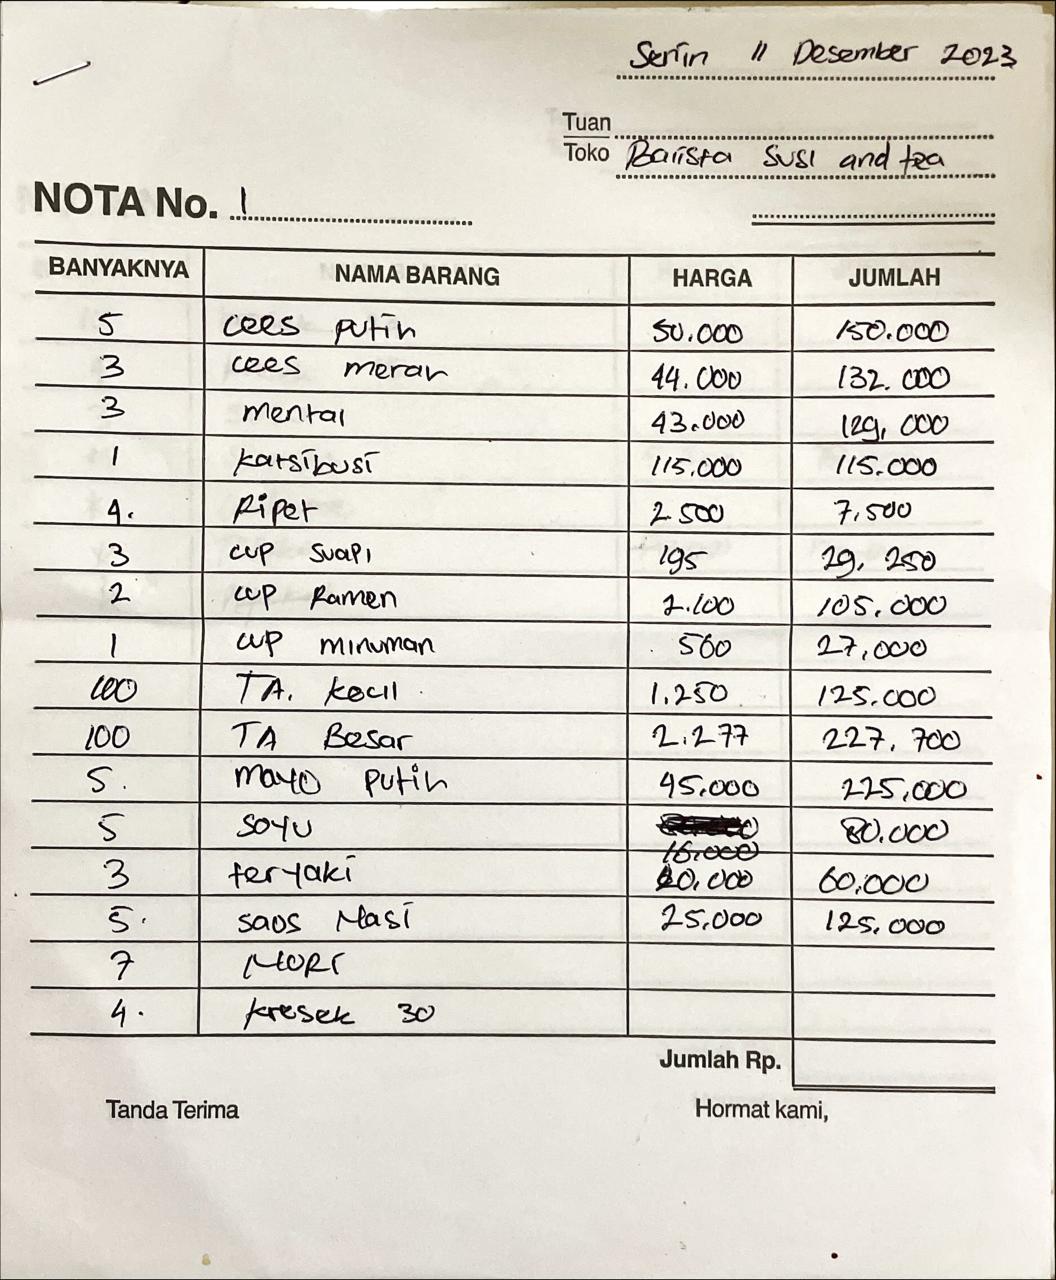 Senin 11 Desember 2023
Tuan
Toko Barista Susi and tea
NOTA No. 1
BANYAKNYA NAMA BARANG HARGA JUMLAH
5 cees putih 50.000 150.000
3 cees merah 44.000 132.000
3 mentai 43.000 129,000
1 katsibusi 115.000 115.000
4. Ripet 2 500 7,500
3 cup suapi 195 29, 250
2 cup Ramen 2.100 105.000
1 cup minuman 560 27,000
100 TA. kecil 1.250 125.000
100 TA Besar 2.277 227, 700
5. mayo putih 45.000 225,000
5 soyu 16.000 80.000
3 teryaki 20,000 60,000
5. saos Nasi 25,000 125.000
7 NORI
4. kresek 30
Jumlah Rp.
Tanda Terima Hormat kami,